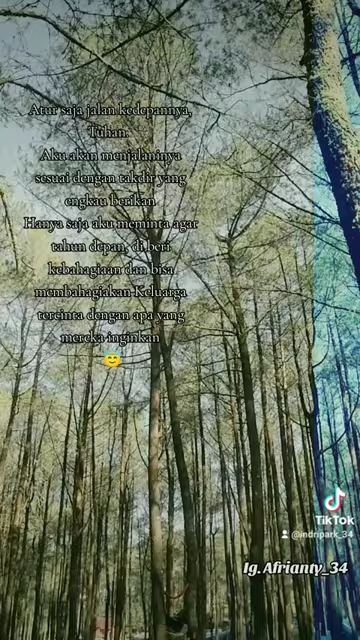 Atur saja jalan kedepannya,
Tuhan.
Aku akan menjalaninya
sesuai dengan takdir yang
engkau berikan
Hanya saja aku meminta agar
tahun depan, di beri
kebahagiaan dan bisa
membahagiakan Keluarga
tercinta dengan apa yang
mereka inginkan
TikTok
@indripark_34
Ig. Afrianty_34